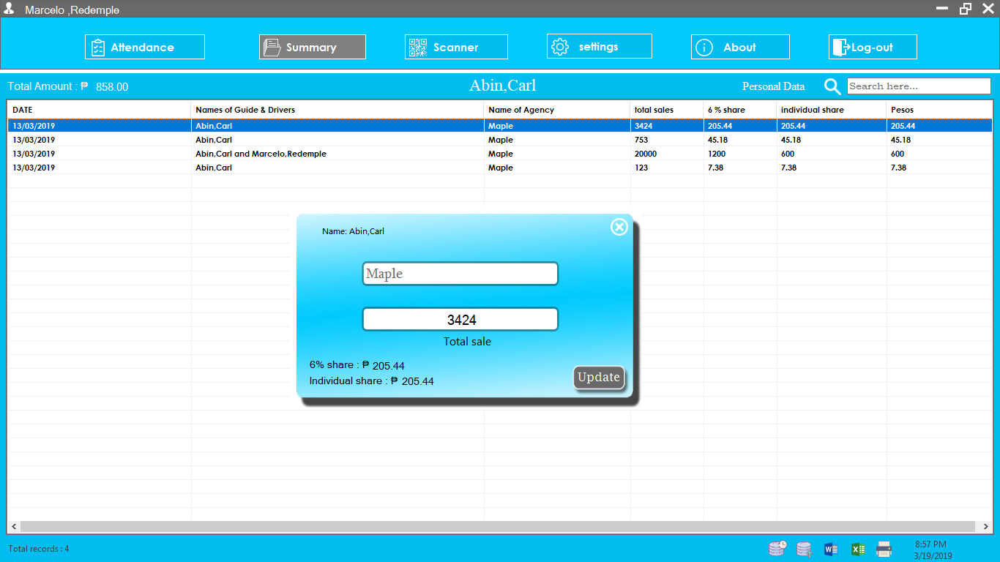 Marcelo ,Redemple
Attendance Summary Scanner settings About Log-out
Total Amount : ₱ 858.00 Abin,Carl Personal Data Search here...
DATE Names of Guide & Drivers Name of Agency total sales 6 % share individual share Pesos
13/03/2019 Abin,Carl Maple 3424 205.44 205.44 205.44
13/03/2019 Abin,Carl Maple 753 45.18 45.18 45.18
13/03/2019 Abin,Carl and Marcelo,Redemple Maple 20000 1200 600 600
13/03/2019 Abin,Carl Maple 123 7.38 7.38 7.38
Name: Abin,Carl
Maple
3424
Total sale
6% share : ₱ 205.44
Individual share : ₱ 205.44
Update
Total records : 4
8:57 PM
3/19/2019